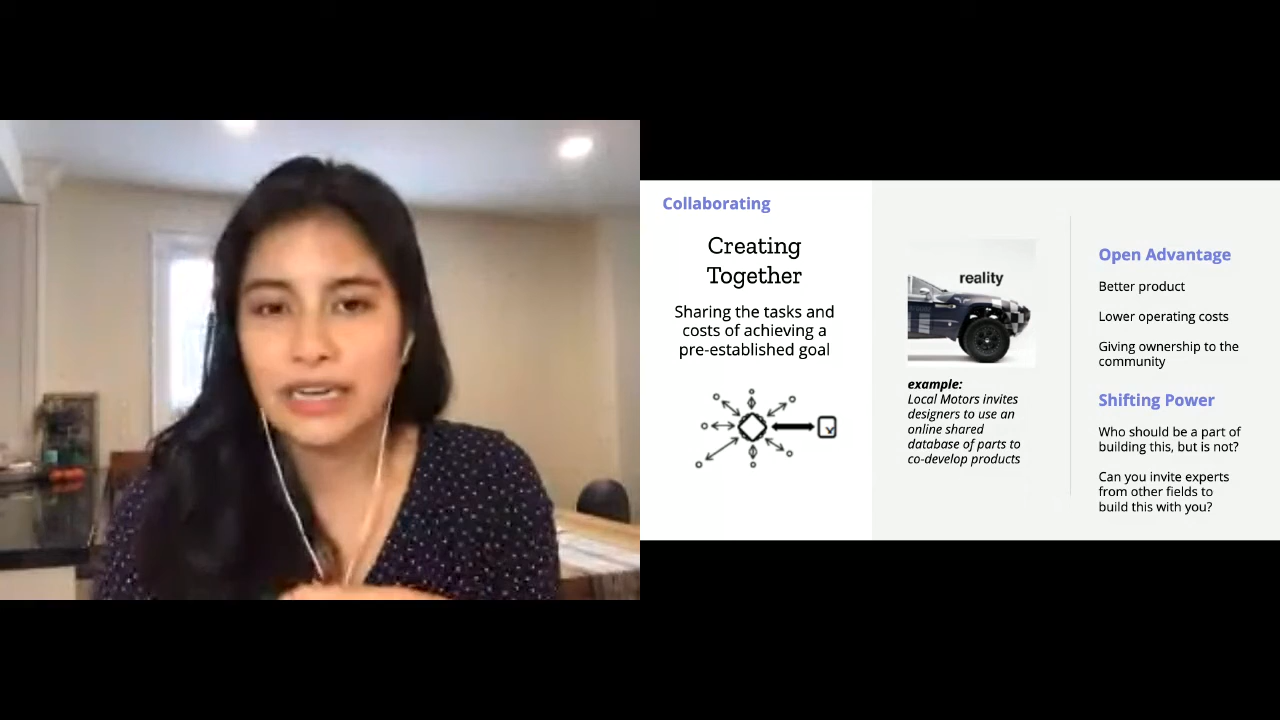 Collaborating
Creating
Together
Sharing the tasks and
costs of achieving a
pre-established goal
reality
example:
Local Motors invites
designers to use an
online shared
database of parts to
co-develop products
Open Advantage
Better product
Lower operating costs
Giving ownership to the
community
Shifting Power
Who should be a part of
building this, but is not?
Can you invite experts
from other fields to
build this with you?